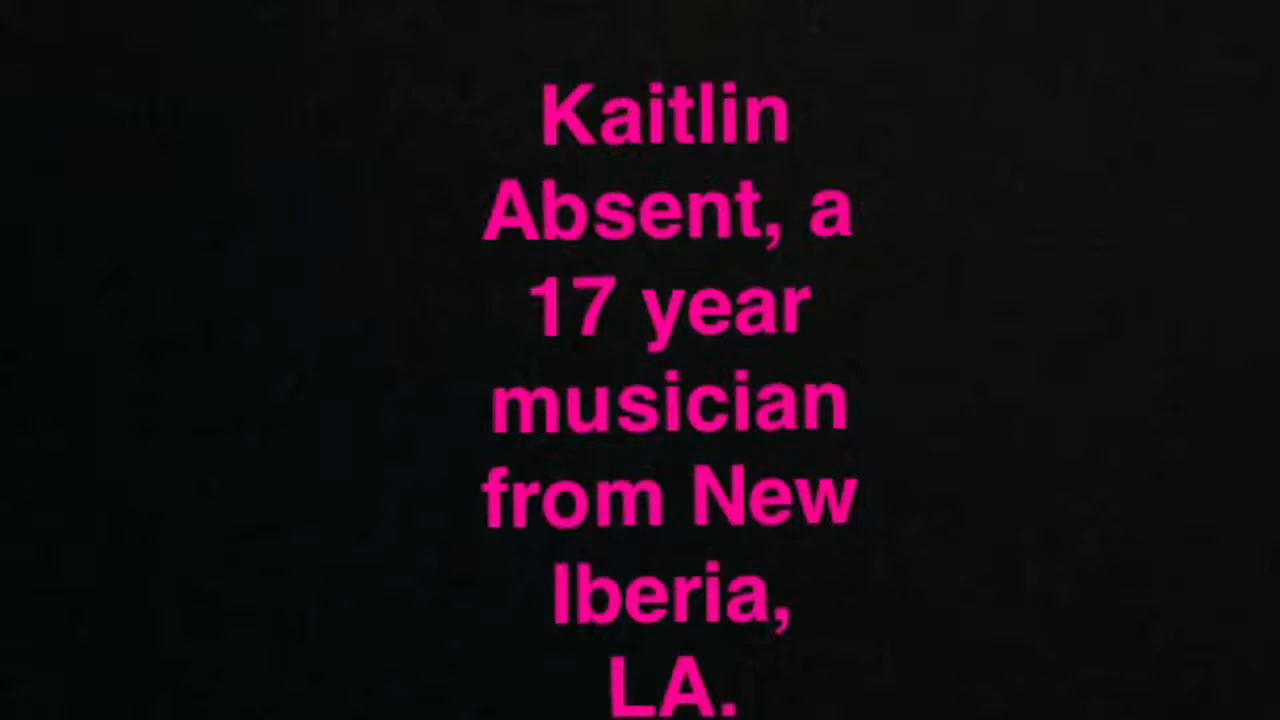 Kaitlin
Absent, a
17 year
musician
from New
Iberia,
LA.